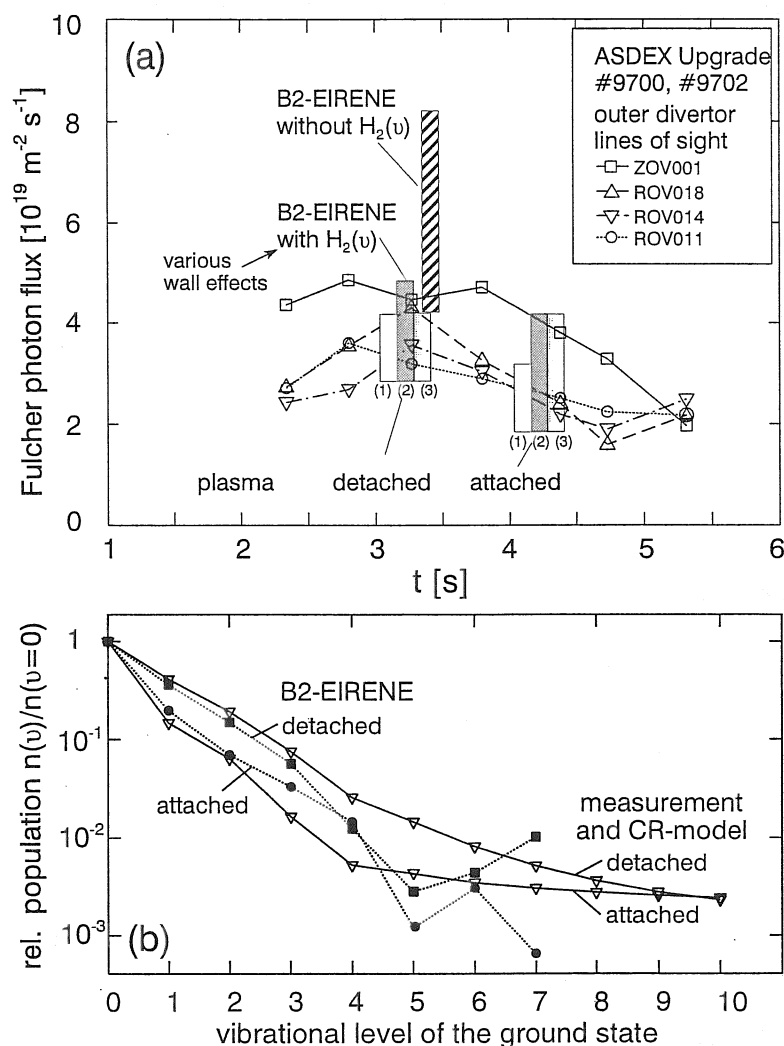 (a)
10
8
6
4
2
0
Fulcher photon flux [10¹⁹ m⁻² s⁻¹]
B2-EIRENE
without H₂(υ)
B2-EIRENE
with H₂(υ)
various
wall effects
ASDEX Upgrade
#9700, #9702
outer divertor
lines of sight
ZOV001
ROV018
ROV014
ROV011
(1) (2) (3)
(1) (2) (3)
plasma detached attached
1 2 3 4 5 6
t [s]
1
10⁻¹
10⁻²
10⁻³
rel. population n(υ)/n(υ=0)
B2-EIRENE
detached
attached
measurement
and CR-model
detached
attached
(b)
0 1 2 3 4 5 6 7 8 9 10
vibrational level of the ground state